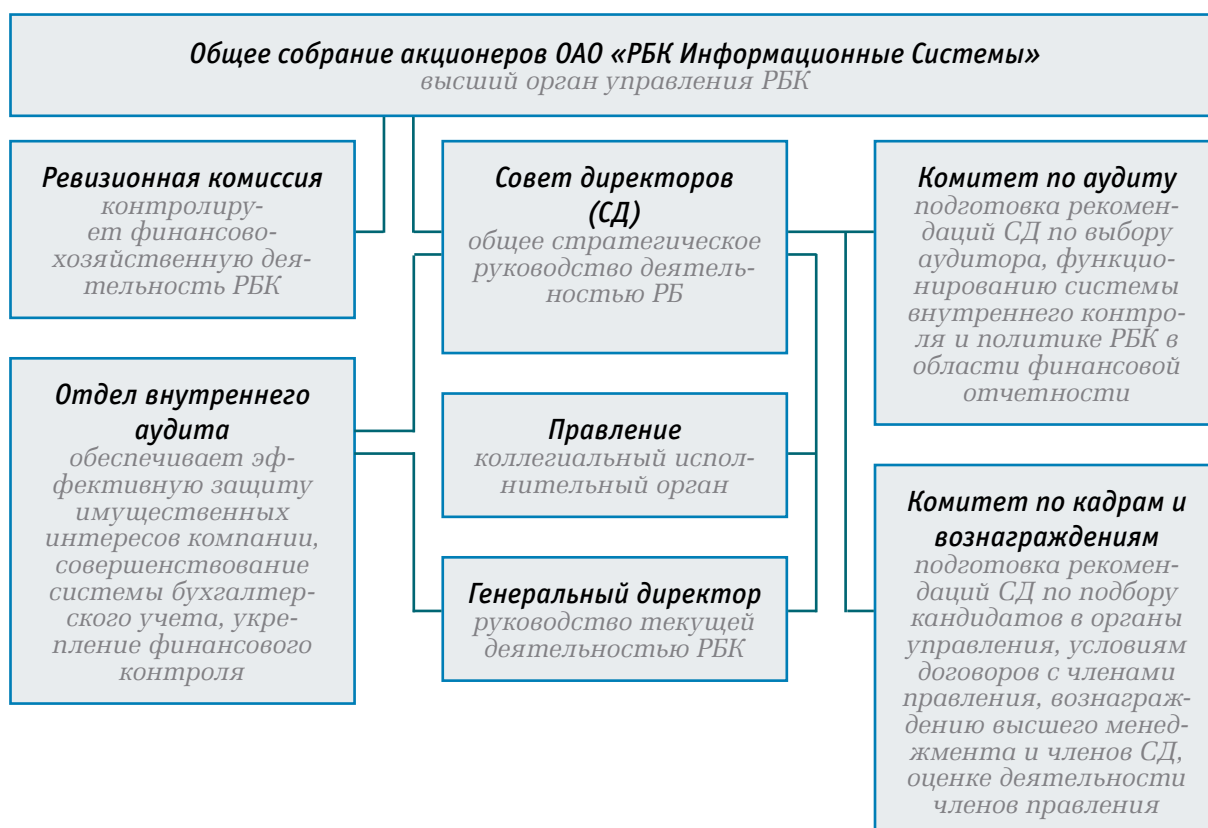 Общее собрание акционеров ОАО «РБК Информационные Системы»
высший орган управления РБК
Ревизионная комиссия
контролиру-
ет финансово-
хозяйственную дея-
тельность РБК
Совет директоров
(СД)
общее стратегическое
руководство деятель-
ностью РБ
Комитет по аудиту
подготовка рекомен-
даций СД по выбору
аудитора, функцио-
нированию системы
внутреннего контро-
ля и политике РБК в
области финансовой
отчетности
Отдел внутреннего
аудита
обеспечивает эф-
фективную защиту
имущественных
интересов компании,
совершенствование
системы бухгалтер-
ского учета, укре-
пление финансового
контроля
Правление
коллегиальный испол-
нительный орган
Генеральный директор
руководство текущей
деятельностью РБК
Комитет по кадрам и
вознаграждениям
подготовка рекомен-
даций СД по подбору
кандидатов в органы
управления, условиям
договоров с членами
правления, вознаграж-
дению высшего менед-
жмента и членов СД,
оценке деятельности
членов правления